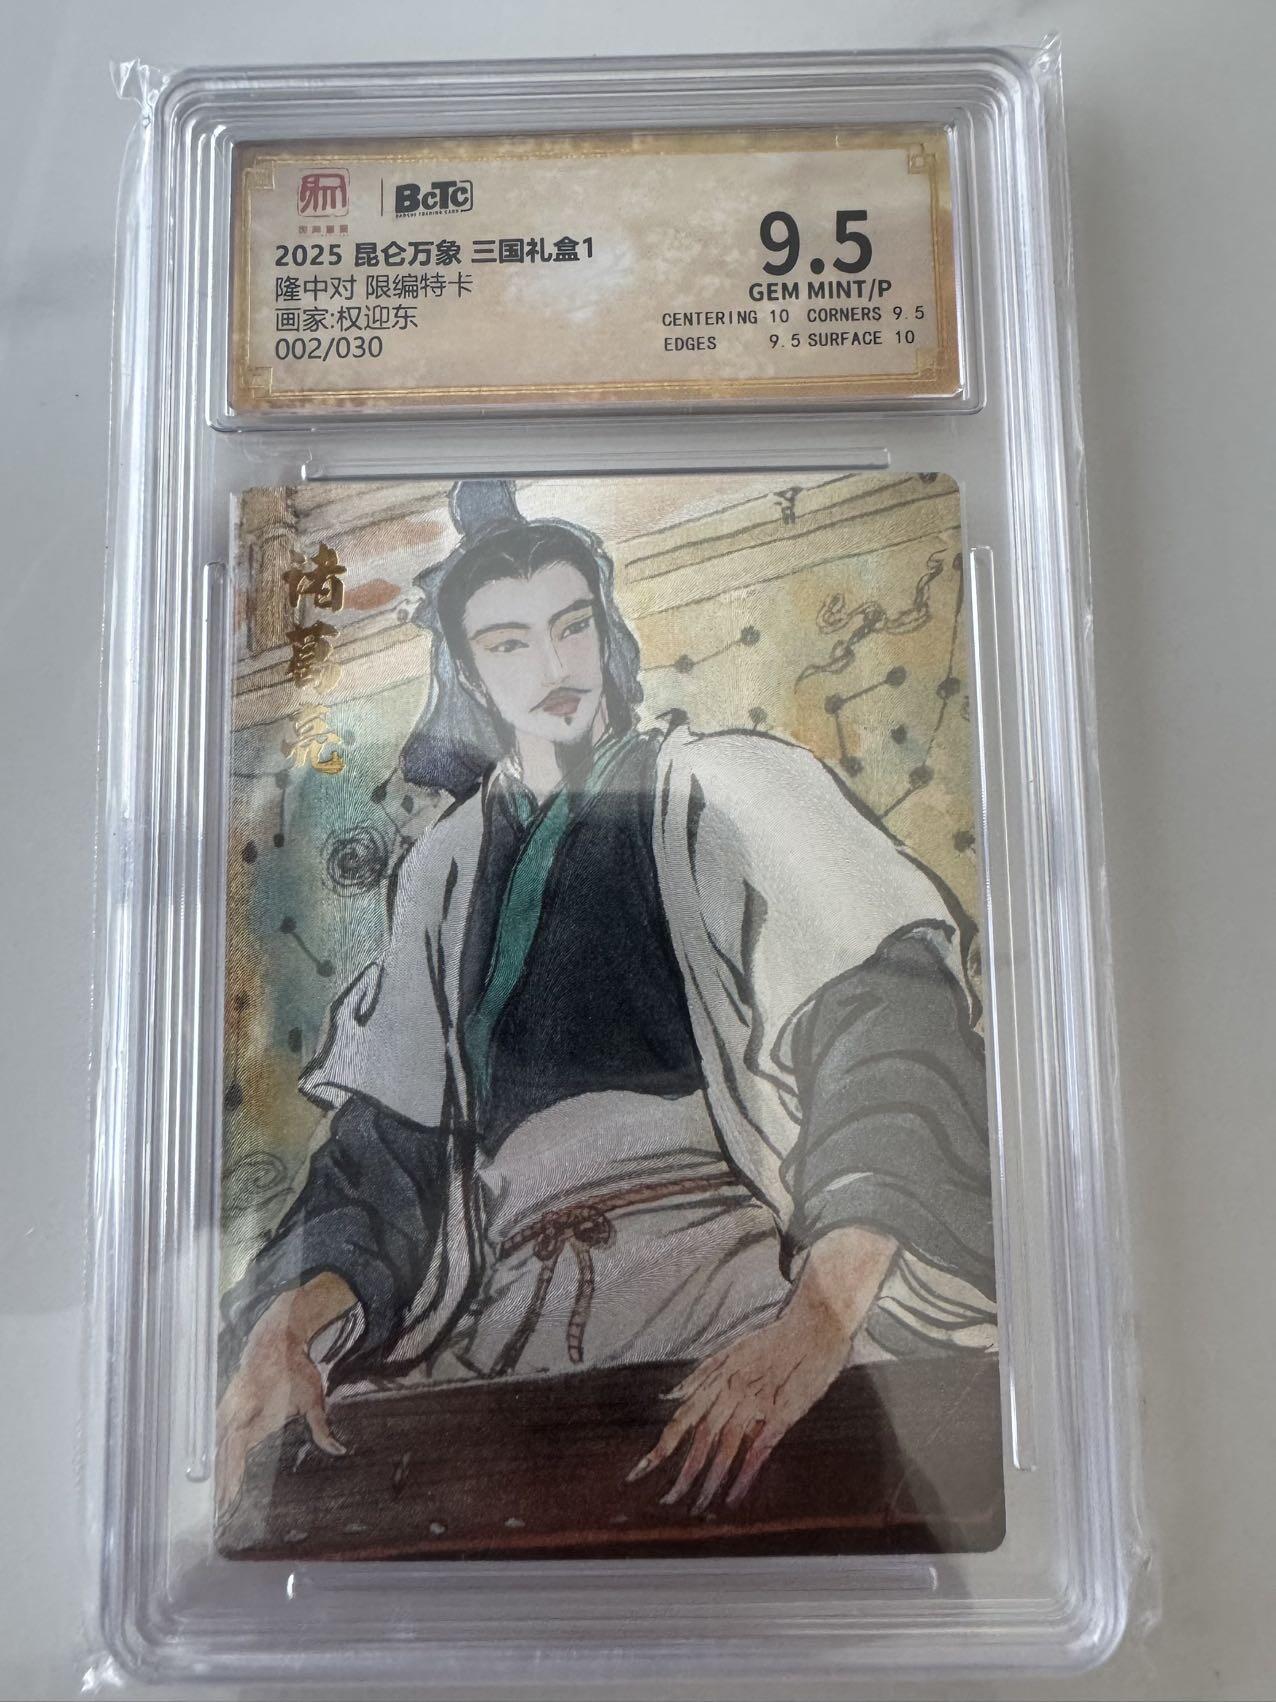 BCTC
2025 昆仑万象 三国礼盒1
隆中对 限编特卡
画家:权迎东
002/030
9.5
GEM MINT/P
CENTERING 10 CORNERS 9.5
EDGES 9.5 SURFACE 10
诸葛亮